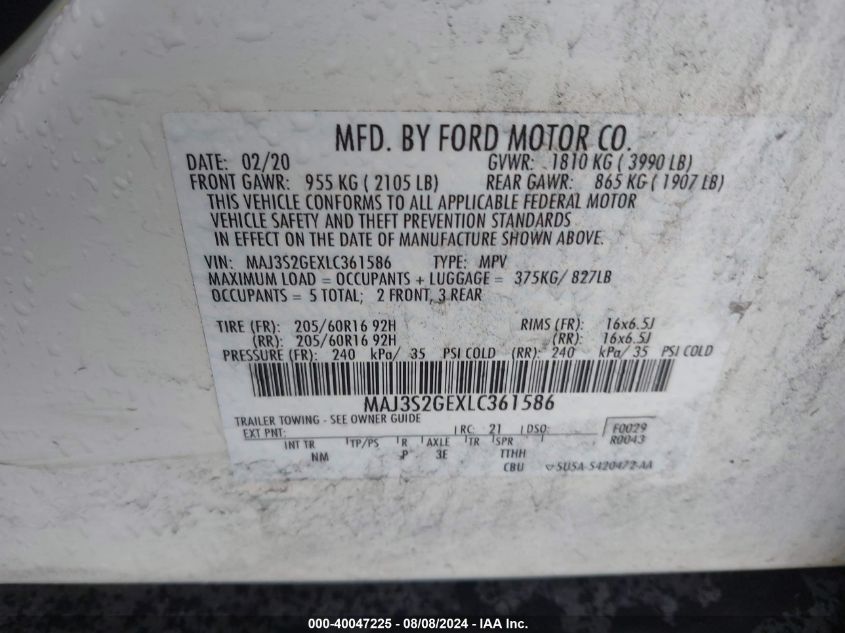 MFD. BY FORD MOTOR CO.
DATE: 02/20 GVWR: 1810 KG ( 3990 LB)
FRONT GAWR: 955 KG ( 2105 LB) REAR GAWR: 865 KG ( 1907 LB)
THIS VEHICLE CONFORMS TO ALL APPLICABLE FEDERAL MOTOR
VEHICLE SAFETY AND THEFT PREVENTION STANDARDS
IN EFFECT ON THE DATE OF MANUFACTURE SHOWN ABOVE.
VIN: MAJ3S2GEXLC361586 TYPE: MPV
MAXIMUM LOAD = OCCUPANTS + LUGGAGE = 375KG/ 827LB
OCCUPANTS = 5 TOTAL; 2 FRONT, 3 REAR
TIRE (FR): 205/60R16 92H RIMS (FR): 16x6.5J
(RR): 205/60R16 92H (RR): 16x6.5J
PRESSURE (FR): 240 kPa/ 35 PSI COLD (RR): 240 kPa/ 35 PSI COLD
MAJ3S2GEXLC361586
TRAILER TOWING - SEE OWNER GUIDE
EXT PNT: RC: 21 DSO: F0029
R0043
INT TR TP/PS R AXLE TR SPR
NM P 3E TTHH
CBU SU5A-S420472-AA
000-40047225 - 08/08/2024 - IAA Inc.